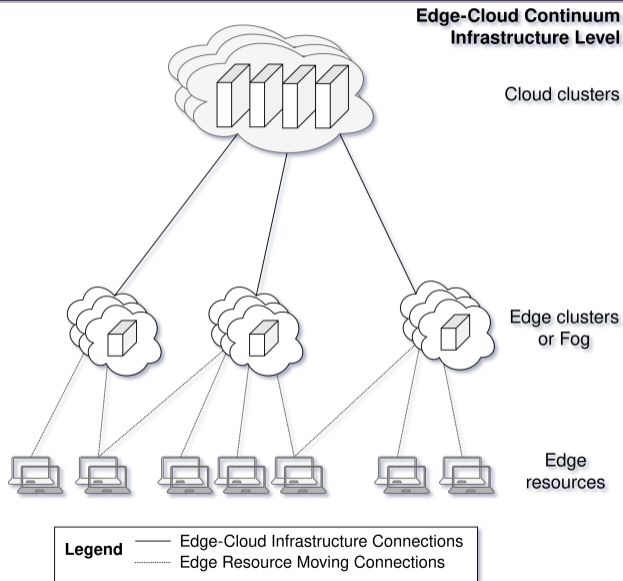 Edge-Cloud Continuum
Infrastructure Level
Cloud clusters
Edge clusters
or Fog
Edge
resources
Legend
Edge-Cloud Infrastructure Connections
Edge Resource Moving Connections